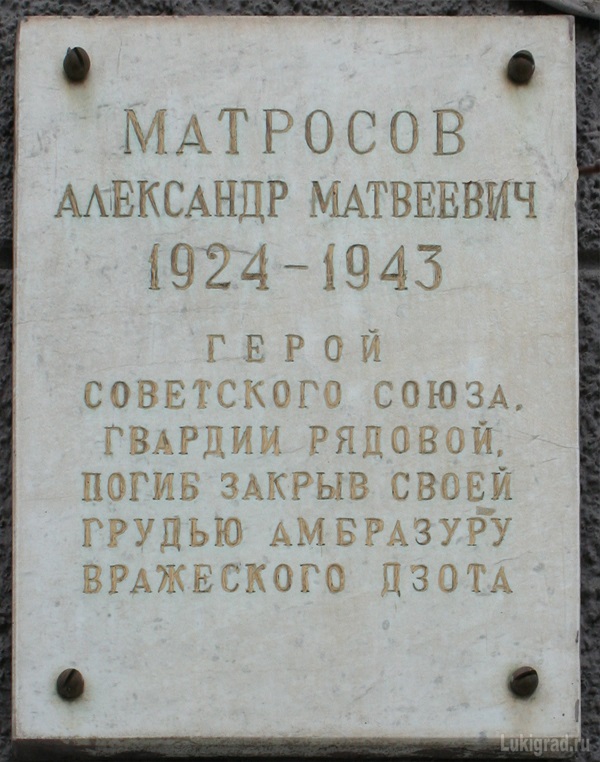 МАТРОСОВ
АЛЕКСАНДР МАТВЕЕВИЧ
1924-1943
ГЕРОЙ
СОВЕТСКОГО СОЮЗА,
ГВАРДИИ РЯДОВОЙ,
ПОГИБ ЗАКРЫВ СВОЕЙ
ГРУДЬЮ АМБРАЗУРУ
ВРАЖЕСКОГО ДЗОТА
Lukigrad.ru